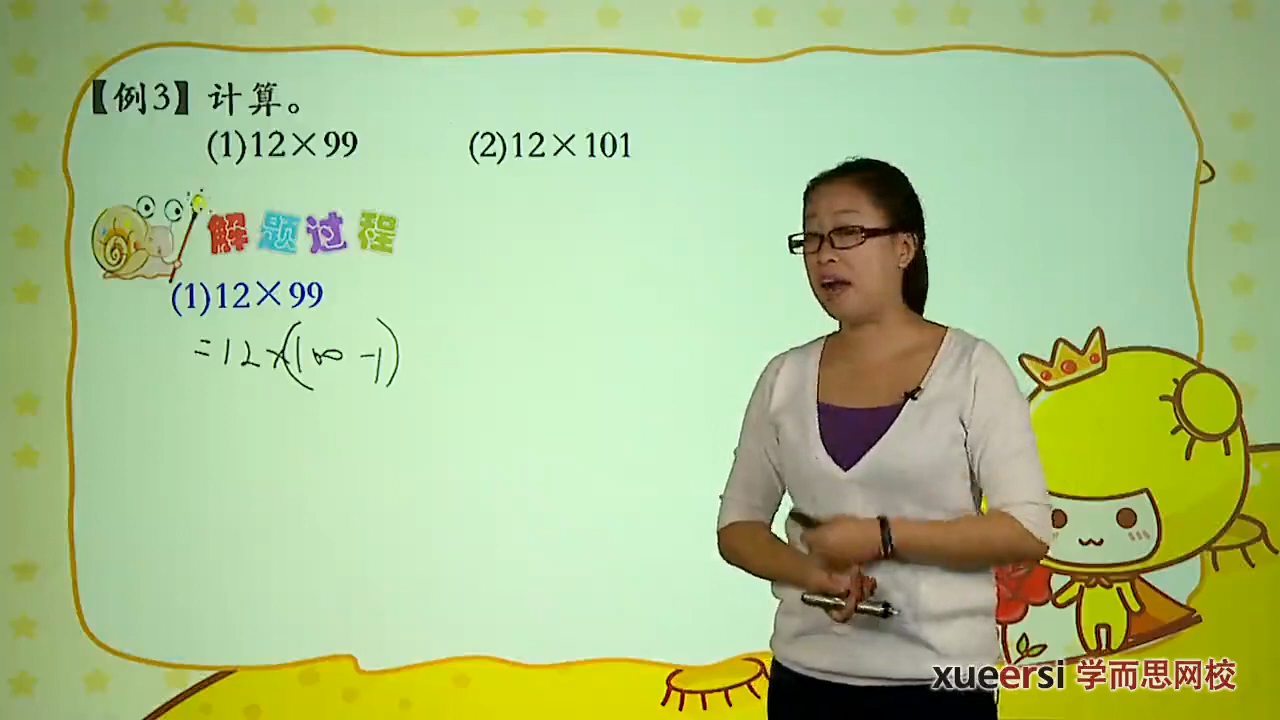 【例3】计算。
(1)12×99 (2)12×101
解题过程
(1)12×99
=12×(100-1)
xueersi 学而思网校